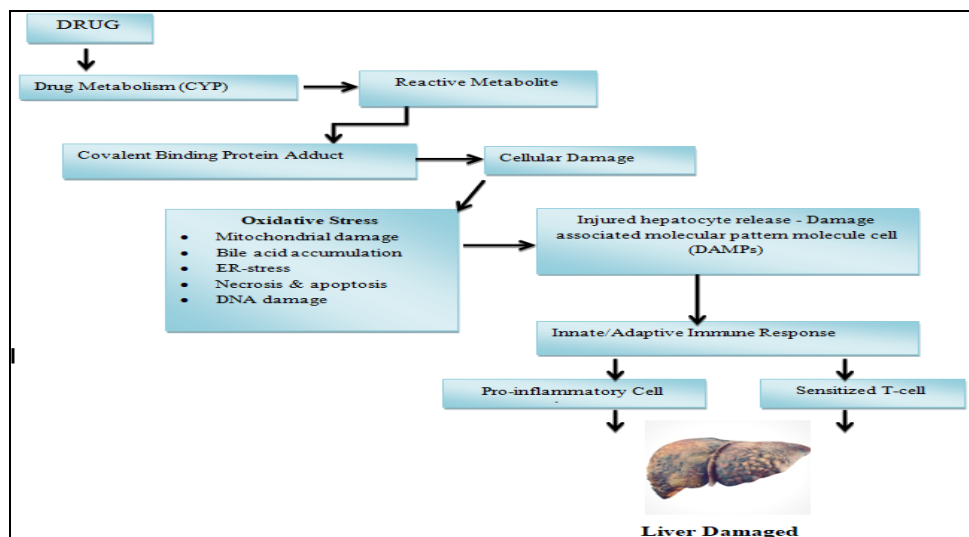 DRUG
Drug Metabolism (CYP)
Reactive Metabolite
Covalent Binding Protein Adduct
Cellular Damage
Oxidative Stress
• Mitochondrial damage
• Bile acid accumulation
• ER-stress
• Necrosis & apoptosis
• DNA damage
Injured hepatocyte release - Damage
associated molecular pattern molecule cell
(DAMPs)
Innate/Adaptive Immune Response
Pro-inflammatory Cell
Sensitized T-cell
Liver Damaged